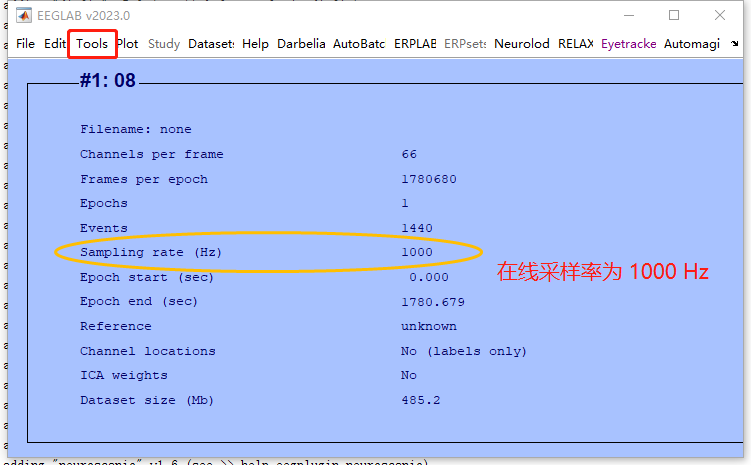 EEGLAB v2023.0
File Edit Tools Plot Study Datasets Help Darbelia AutoBatc ERPLAB ERPsets Neurolod RELAX Eyetracke Automagi
#1: 08
Filename: none
Channels per frame 66
Frames per epoch 1780680
Epochs 1
Events 1440
Sampling rate (Hz) 1000
在线采样率为 1000 Hz
Epoch start (sec) 0.000
Epoch end (sec) 1780.679
Reference unknown
Channel locations No (labels only)
ICA weights No
Dataset size (Mb) 485.2